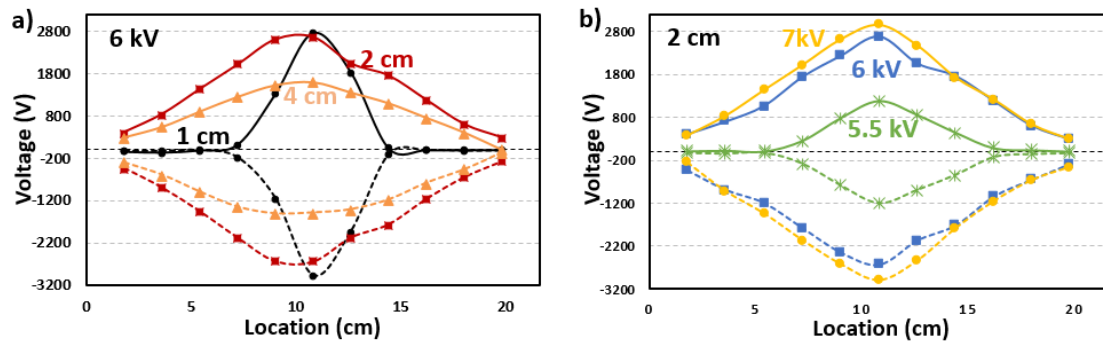 a)
6 kV
2 cm
4 cm
1 cm
Voltage (V)
2800
1800
800
-200
-1200
-2200
-3200
0 5 10 15 20
Location (cm)
b)
2 cm
7kV
6 kV
5.5 kV
Voltage (V)
2800
1800
800
-200
-1200
-2200
-3200
0 5 10 15 20
Location (cm)